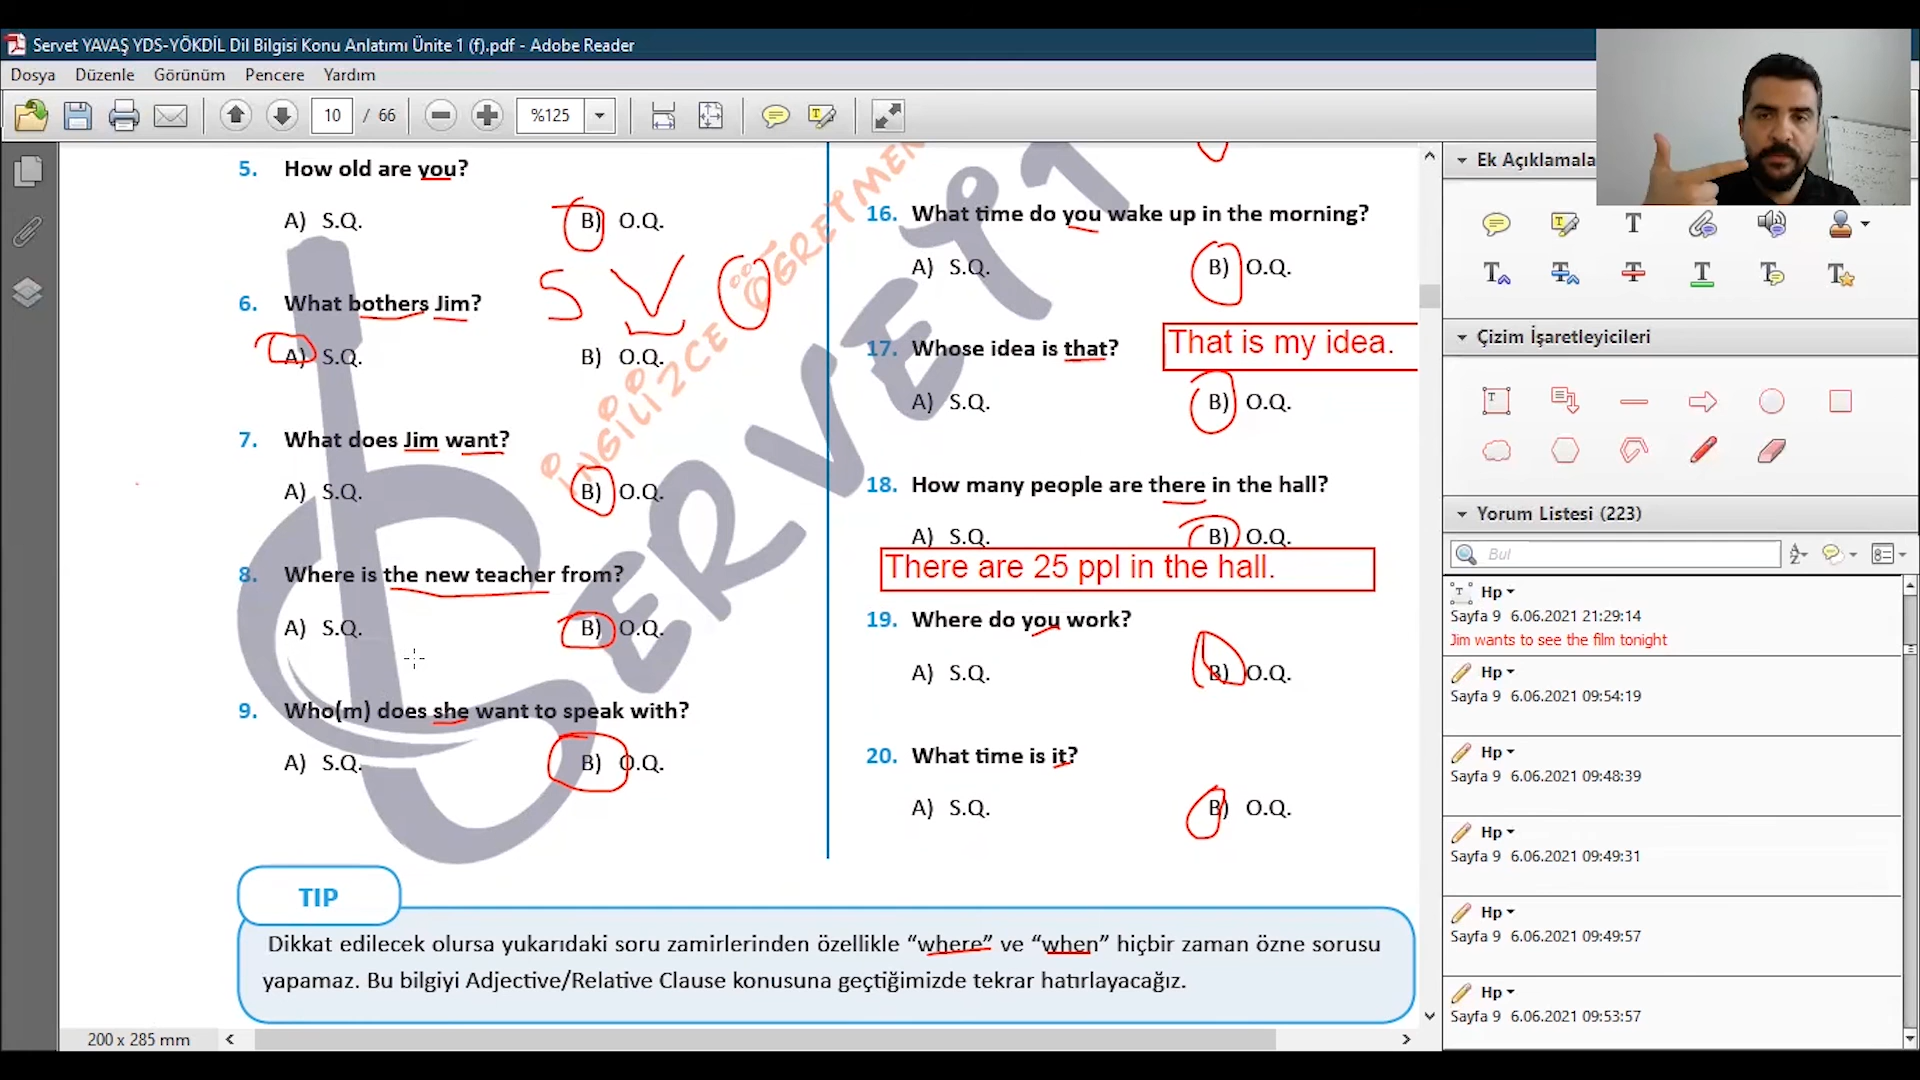 Servet YAVAŞ YDS-YÖKDİL Dil Bilgisi Konu Anlatımı Ünite 1 (f).pdf - Adobe Reader
Dosya Düzenle Görünüm Pencere Yardım
10 / 66 %125
5. How old are you?
A) S.Q. B) O.Q.
S V O
6. What bothers Jim?
A) S.Q. B) O.Q.
7. What does Jim want?
A) S.Q. B) O.Q.
8. Where is the new teacher from?
A) S.Q. B) O.Q.
9. Who(m) does she want to speak with?
A) S.Q. B) O.Q.
İNGİLİZCE ÖĞRETMEN
SERVET
16. What time do you wake up in the morning?
A) S.Q. B) O.Q.
17. Whose idea is that?
That is my idea.
A) S.Q. B) O.Q.
18. How many people are there in the hall?
A) S.Q. B) O.Q.
There are 25 ppl in the hall.
19. Where do you work?
A) S.Q. B) O.Q.
20. What time is it?
A) S.Q. B) O.Q.
TIP
Dikkat edilecek olursa yukarıdaki soru zamirlerinden özellikle “where” ve “when” hiçbir zaman özne sorusu
yapamaz. Bu bilgiyi Adjective/Relative Clause konusuna geçtiğimizde tekrar hatırlayacağız.
200 x 285 mm
Ek Açıklamala
Çizim İşaretleyicileri
Yorum Listesi (223)
Bul
Hp
Sayfa 9 6.06.2021 21:29:14
Jim wants to see the film tonight
Hp
Sayfa 9 6.06.2021 09:54:19
Hp
Sayfa 9 6.06.2021 09:48:39
Hp
Sayfa 9 6.06.2021 09:49:31
Hp
Sayfa 9 6.06.2021 09:49:57
Hp
Sayfa 9 6.06.2021 09:53:57